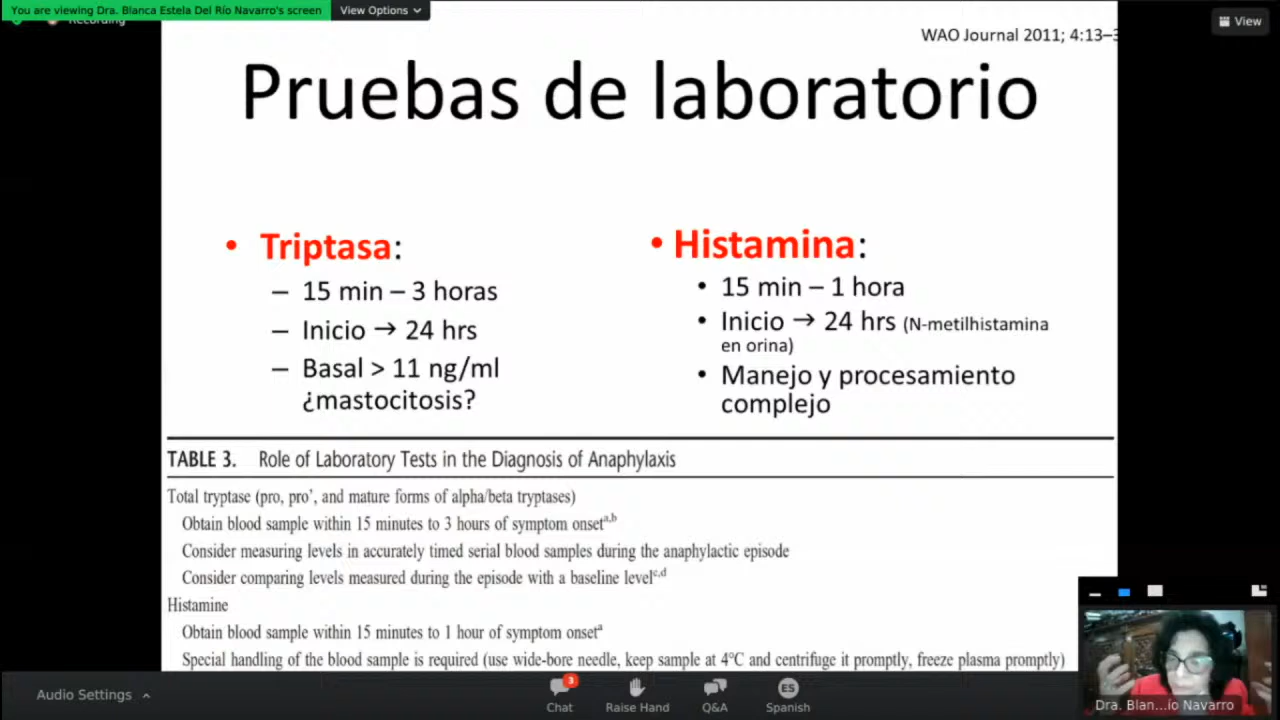 You are viewing Dra. Blanca Estela Del Río Navarro's screen
View Options
Recording
View
WAO Journal 2011; 4:13–3
Pruebas de laboratorio
• Triptasa:
– 15 min – 3 horas
– Inicio → 24 hrs
– Basal > 11 ng/ml
¿mastocitosis?
• Histamina:
• 15 min – 1 hora
• Inicio → 24 hrs (N-metilhistamina
en orina)
• Manejo y procesamiento
complejo
TABLE 3. Role of Laboratory Tests in the Diagnosis of Anaphylaxis
Total tryptase (pro, pro', and mature forms of alpha/beta tryptases)
Obtain blood sample within 15 minutes to 3 hours of symptom onset a,b
Consider measuring levels in accurately timed serial blood samples during the anaphylactic episode
Consider comparing levels measured during the episode with a baseline level c,d
Histamine
Obtain blood sample within 15 minutes to 1 hour of symptom onset a
Special handling of the blood sample is required (use wide-bore needle, keep sample at 4°C and centrifuge it promptly, freeze plasma promptly)
Dra. Blan...ío Navarro
Audio Settings
3
Chat
Raise Hand
Q&A
ES
Spanish